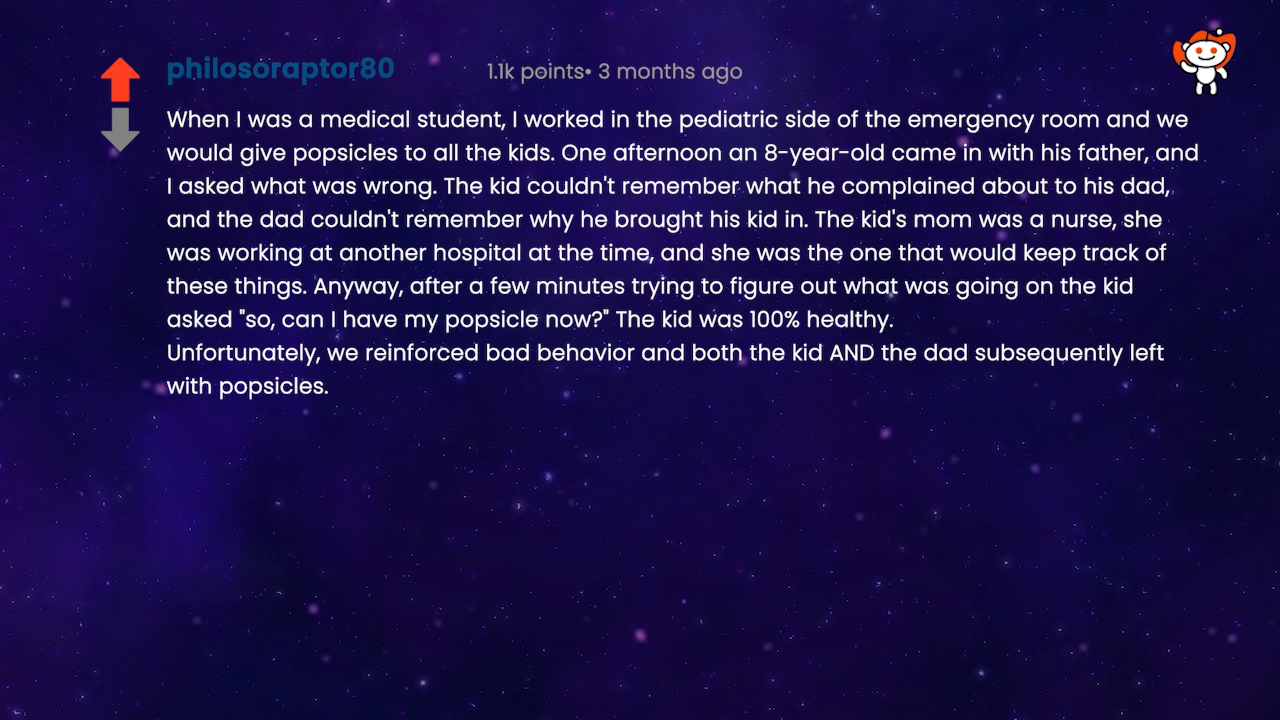 philosoraptor80 1.1k points• 3 months ago
When I was a medical student, I worked in the pediatric side of the emergency room and we
would give popsicles to all the kids. One afternoon an 8-year-old came in with his father, and
I asked what was wrong. The kid couldn't remember what he complained about to his dad,
and the dad couldn't remember why he brought his kid in. The kid's mom was a nurse, she
was working at another hospital at the time, and she was the one that would keep track of
these things. Anyway, after a few minutes trying to figure out what was going on the kid
asked "so, can I have my popsicle now?" The kid was 100% healthy.
Unfortunately, we reinforced bad behavior and both the kid AND the dad subsequently left
with popsicles.